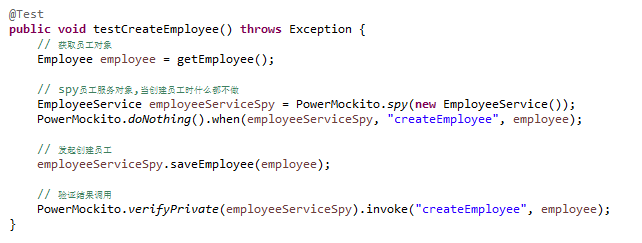 @Test
public void testCreateEmployee() throws Exception {
// 获取员工对象
Employee employee = getEmployee();
// spy员工服务对象,当创建员工时什么都不做
EmployeeService employeeServiceSpy = PowerMockito.spy(new EmployeeService());
PowerMockito.doNothing().when(employeeServiceSpy, "createEmployee", employee);
// 发起创建员工
employeeServiceSpy.saveEmployee(employee);
// 验证结果调用
PowerMockito.verifyPrivate(employeeServiceSpy).invoke("createEmployee", employee);
}